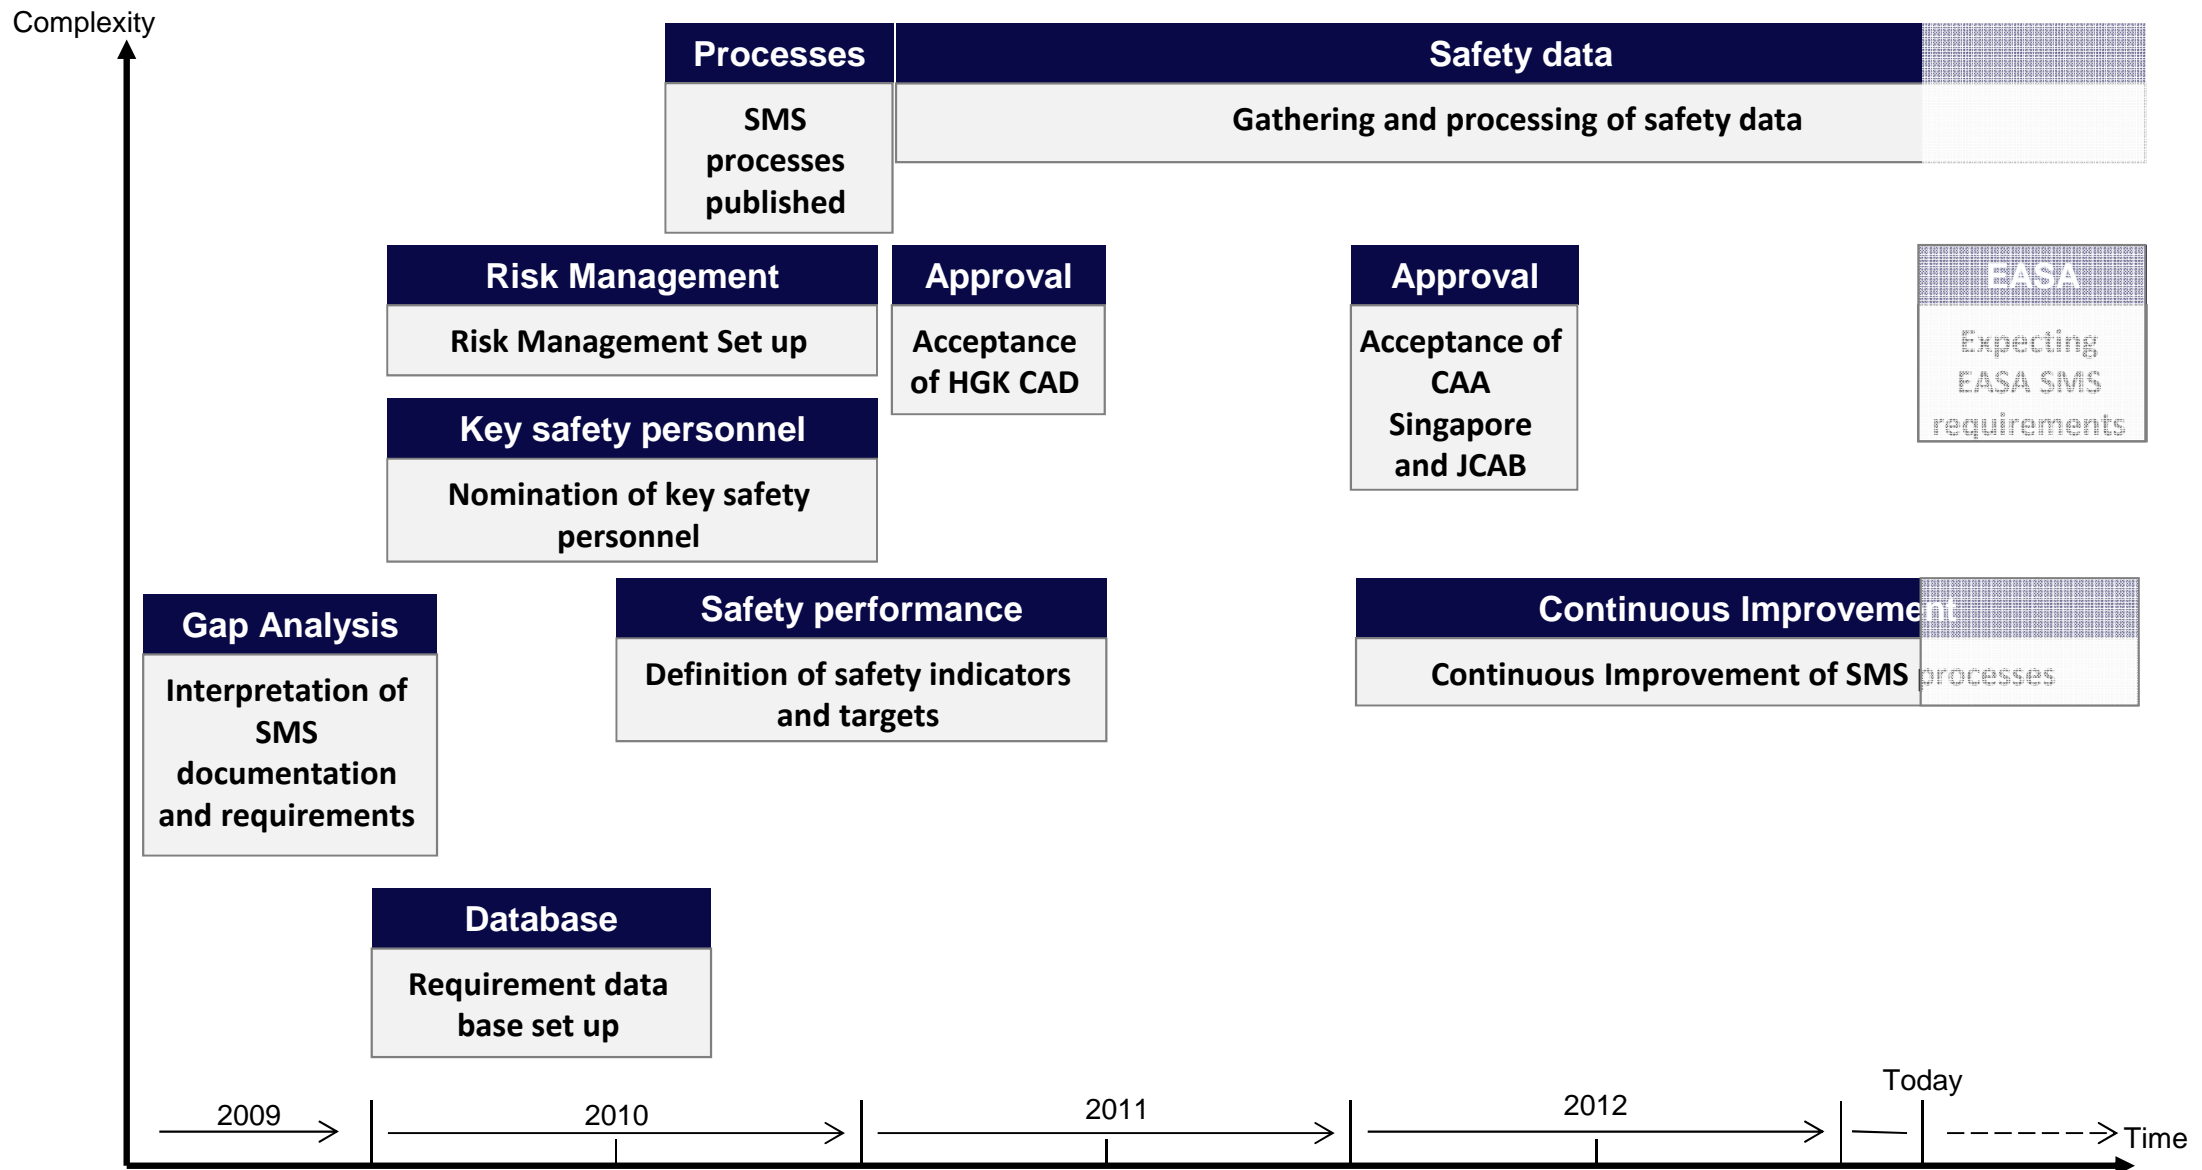 Complexity
Processes
SMS
processes
published
Safety data
Gathering and processing of safety data
Risk Management
Risk Management Set up
Approval
Acceptance
of HGK CAD
Approval
Acceptance of
CAA
Singapore
and JCAB
EASA
Expecting
EASA SMS
requirements
Key safety personnel
Nomination of key safety
personnel
Gap Analysis
Interpretation of
SMS
documentation
and requirements
Safety performance
Definition of safety indicators
and targets
Continuous Improvement
Continuous Improvement of SMS processes
Database
Requirement data
base set up
2009
2010
2011
2012
Today
Time